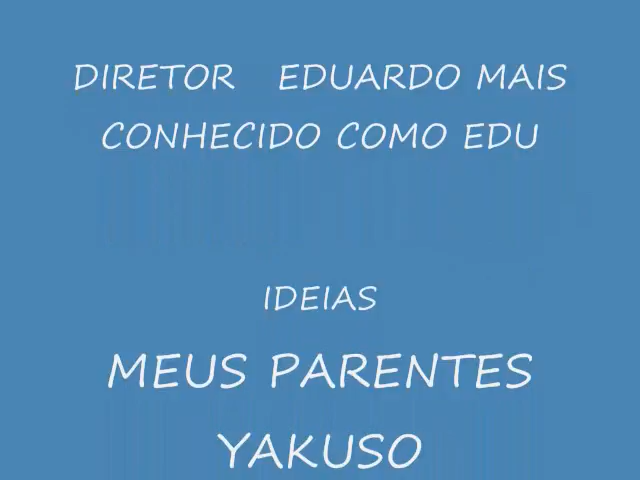 DIRETOR EDUARDO MAIS
CONHECIDO COMO EDU
IDEIAS
MEUS PARENTES
YAKUSO